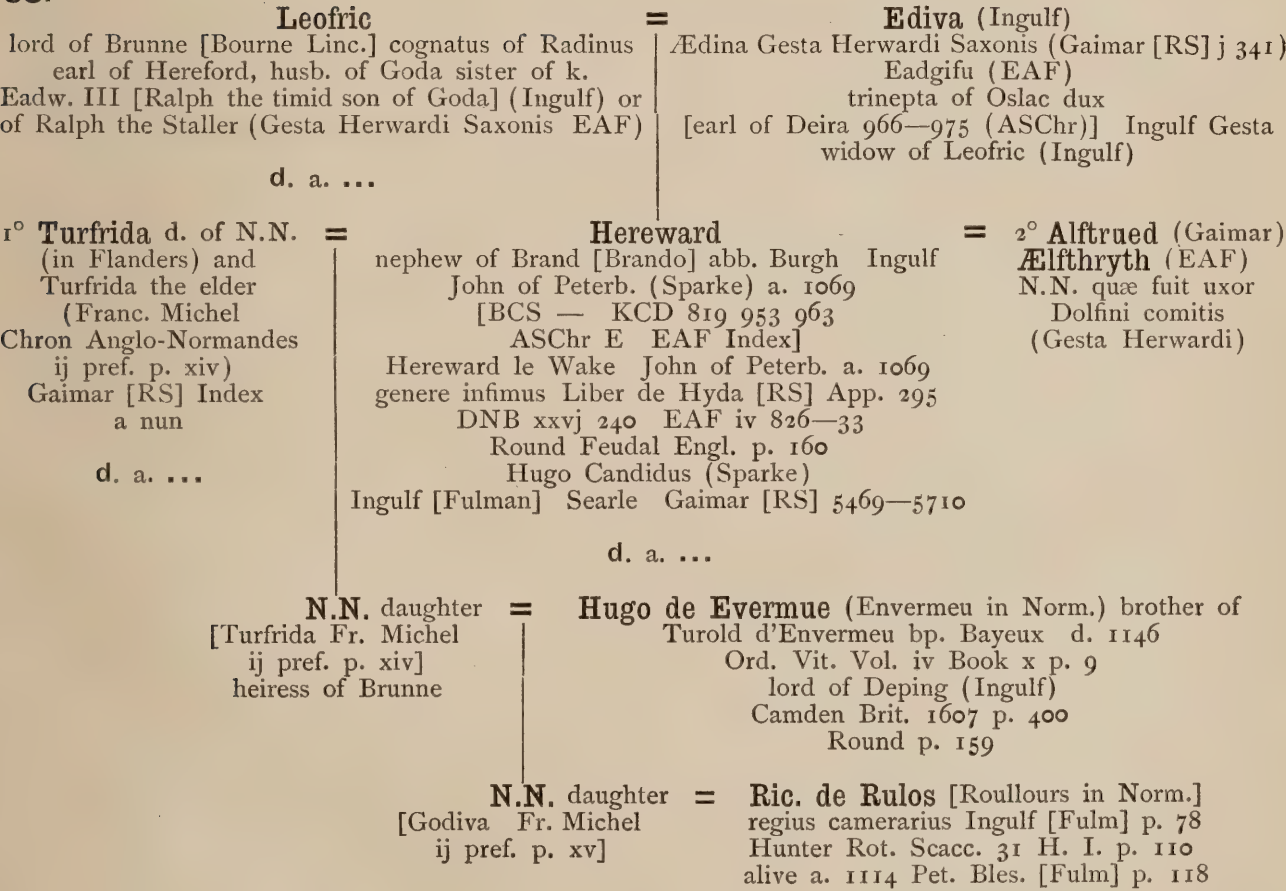 Leofric = Ediva (Ingulf)
lord of Brunne [Bourne Linc.] cognatus of Radinus
earl of Hereford, husb. of Goda sister of k.
Eadw. III [Ralph the timid son of Goda] (Ingulf) or
of Ralph the Staller (Gesta Herwardi Saxonis EAF)
d. a. ...
Ædina Gesta Herwardi Saxonis (Gaimar [RS] j 341)
Eadgifu (EAF)
trinepta of Oslac dux
[earl of Deira 966—975 (ASChr)] Ingulf Gesta
widow of Leofric (Ingulf)
1° Turfrida d. of N.N. =
(in Flanders) and
Turfrida the elder
(Franc. Michel
Chron Anglo-Normandes
ij pref. p. xiv)
Gaimar [RS] Index
a nun
d. a. ...
Hereward
nephew of Brand [Brando] abb. Burgh Ingulf
John of Peterb. (Sparke) a. 1069
[BCS — KCD 819 953 963
ASChr E EAF Index]
Hereward le Wake John of Peterb. a. 1069
genere infimus Liber de Hyda [RS] App. 295
DNB xxvj 240 EAF iv 826—33
Round Feudal Engl. p. 160
Hugo Candidus (Sparke)
Ingulf [Fulman] Searle Gaimar [RS] 5469—5710
d. a. ...
= 2° Alftrued (Gaimar)
Ælfthryth (EAF)
N.N. quæ fuit uxor
Dolfini comitis
(Gesta Herwardi)
N.N. daughter =
[Turfrida Fr. Michel
ij pref. p. xiv]
heiress of Brunne
Hugo de Evermue (Envermeu in Norm.) brother of
Turold d'Envermeu bp. Bayeux d. 1146
Ord. Vit. Vol. iv Book x p. 9
lord of Deping (Ingulf)
Camden Brit. 1607 p. 400
Round p. 159
N.N. daughter =
[Godiva Fr. Michel
ij pref. p. xv]
Ric. de Rulos [Roullours in Norm.]
regius camerarius Ingulf [Fulm] p. 78
Hunter Rot. Scacc. 31 H. I. p. 110
alive a. 1114 Pet. Bles. [Fulm] p. 118